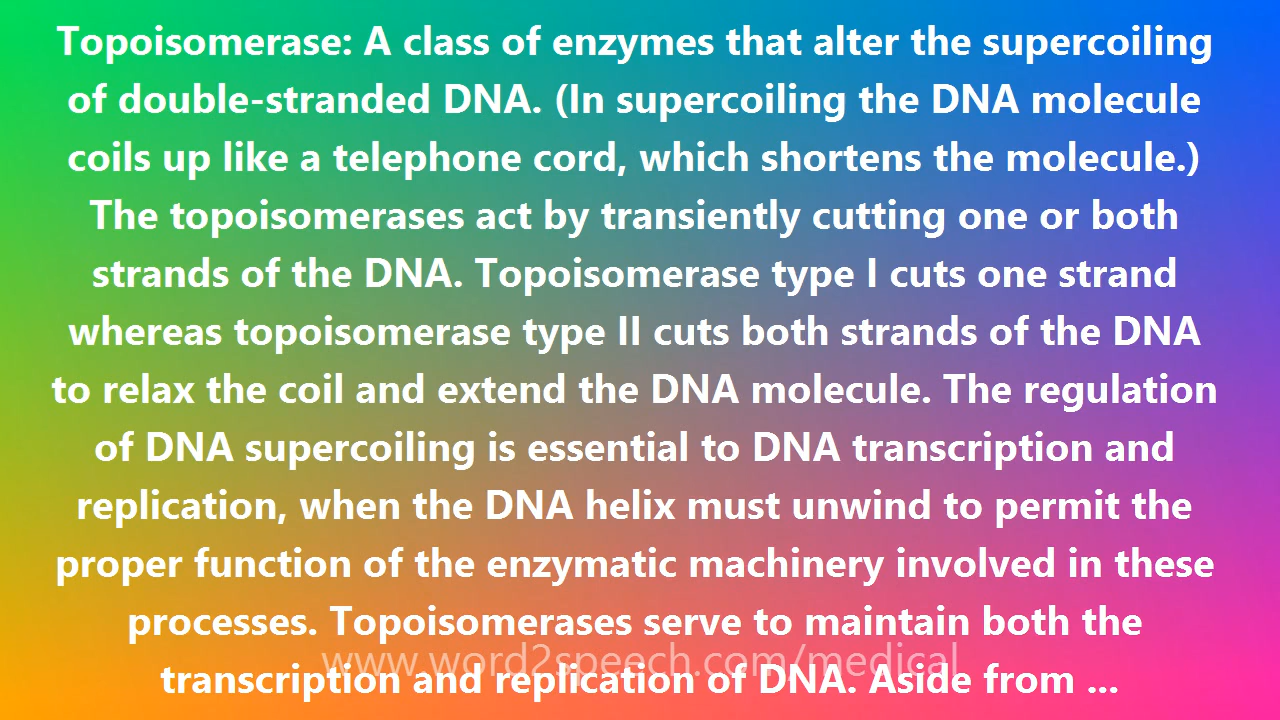 Topoisomerase: A class of enzymes that alter the supercoiling
of double-stranded DNA. (In supercoiling the DNA molecule
coils up like a telephone cord, which shortens the molecule.)
The topoisomerases act by transiently cutting one or both
strands of the DNA. Topoisomerase type I cuts one strand
whereas topoisomerase type II cuts both strands of the DNA
to relax the coil and extend the DNA molecule. The regulation
of DNA supercoiling is essential to DNA transcription and
replication, when the DNA helix must unwind to permit the
proper function of the enzymatic machinery involved in these
processes. Topoisomerases serve to maintain both the
www.word2speech.com/medical
transcription and replication of DNA. Aside from ...